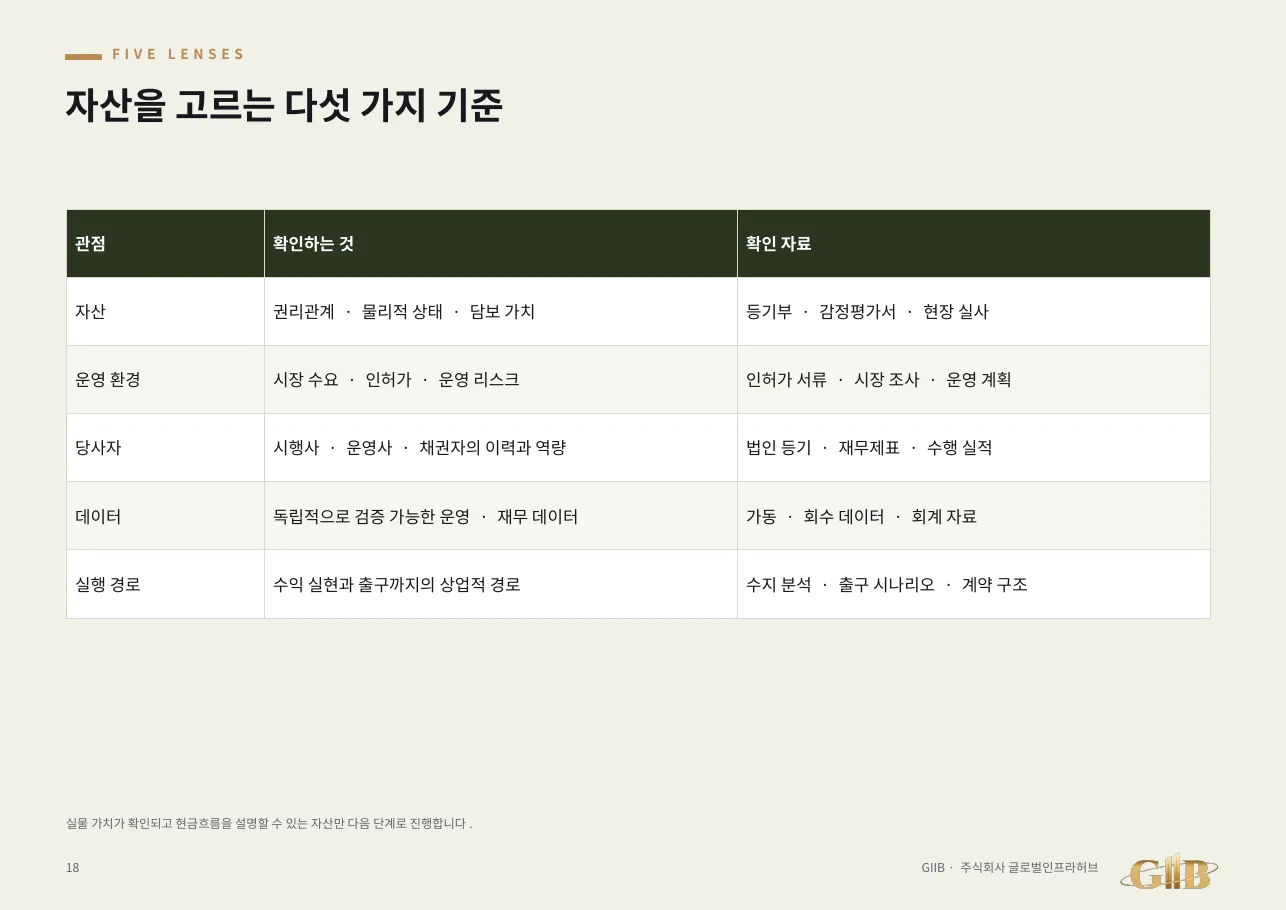 FIVE LENSES
자산을 고르는 다섯 가지 기준
관점 확인하는 것 확인 자료
자산 권리관계 · 물리적 상태 · 담보 가치 등기부 · 감정평가서 · 현장 실사
운영 환경 시장 수요 · 인허가 · 운영 리스크 인허가 서류 · 시장 조사 · 운영 계획
당사자 시행사 · 운영사 · 채권자의 이력과 역량 법인 등기 · 재무제표 · 수행 실적
데이터 독립적으로 검증 가능한 운영 · 재무 데이터 가동 · 회수 데이터 · 회계 자료
실행 경로 수익 실현과 출구까지의 상업적 경로 수지 분석 · 출구 시나리오 · 계약 구조
실물 가치가 확인되고 현금흐름을 설명할 수 있는 자산만 다음 단계로 진행합니다 .
18 GIIB · 주식회사 글로벌인프라허브 GIIB